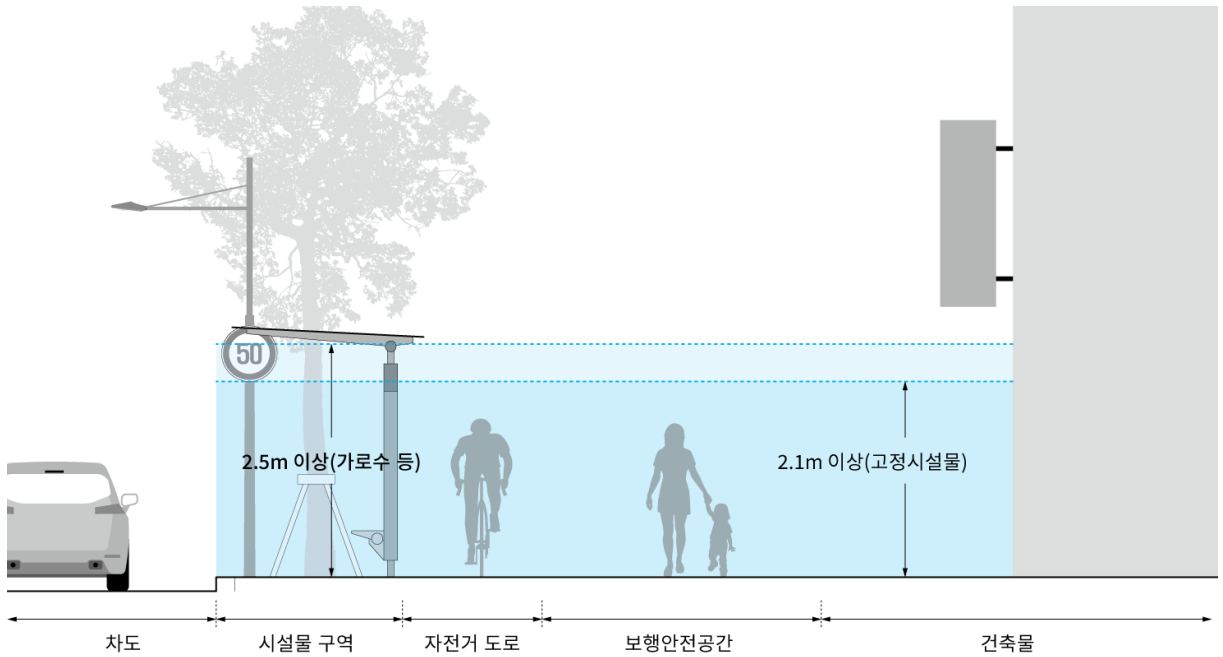 50
2.5m 이상(가로수 등)
2.1m 이상(고정시설물)
차도
시설물 구역
자전거 도로
보행안전공간
건축물